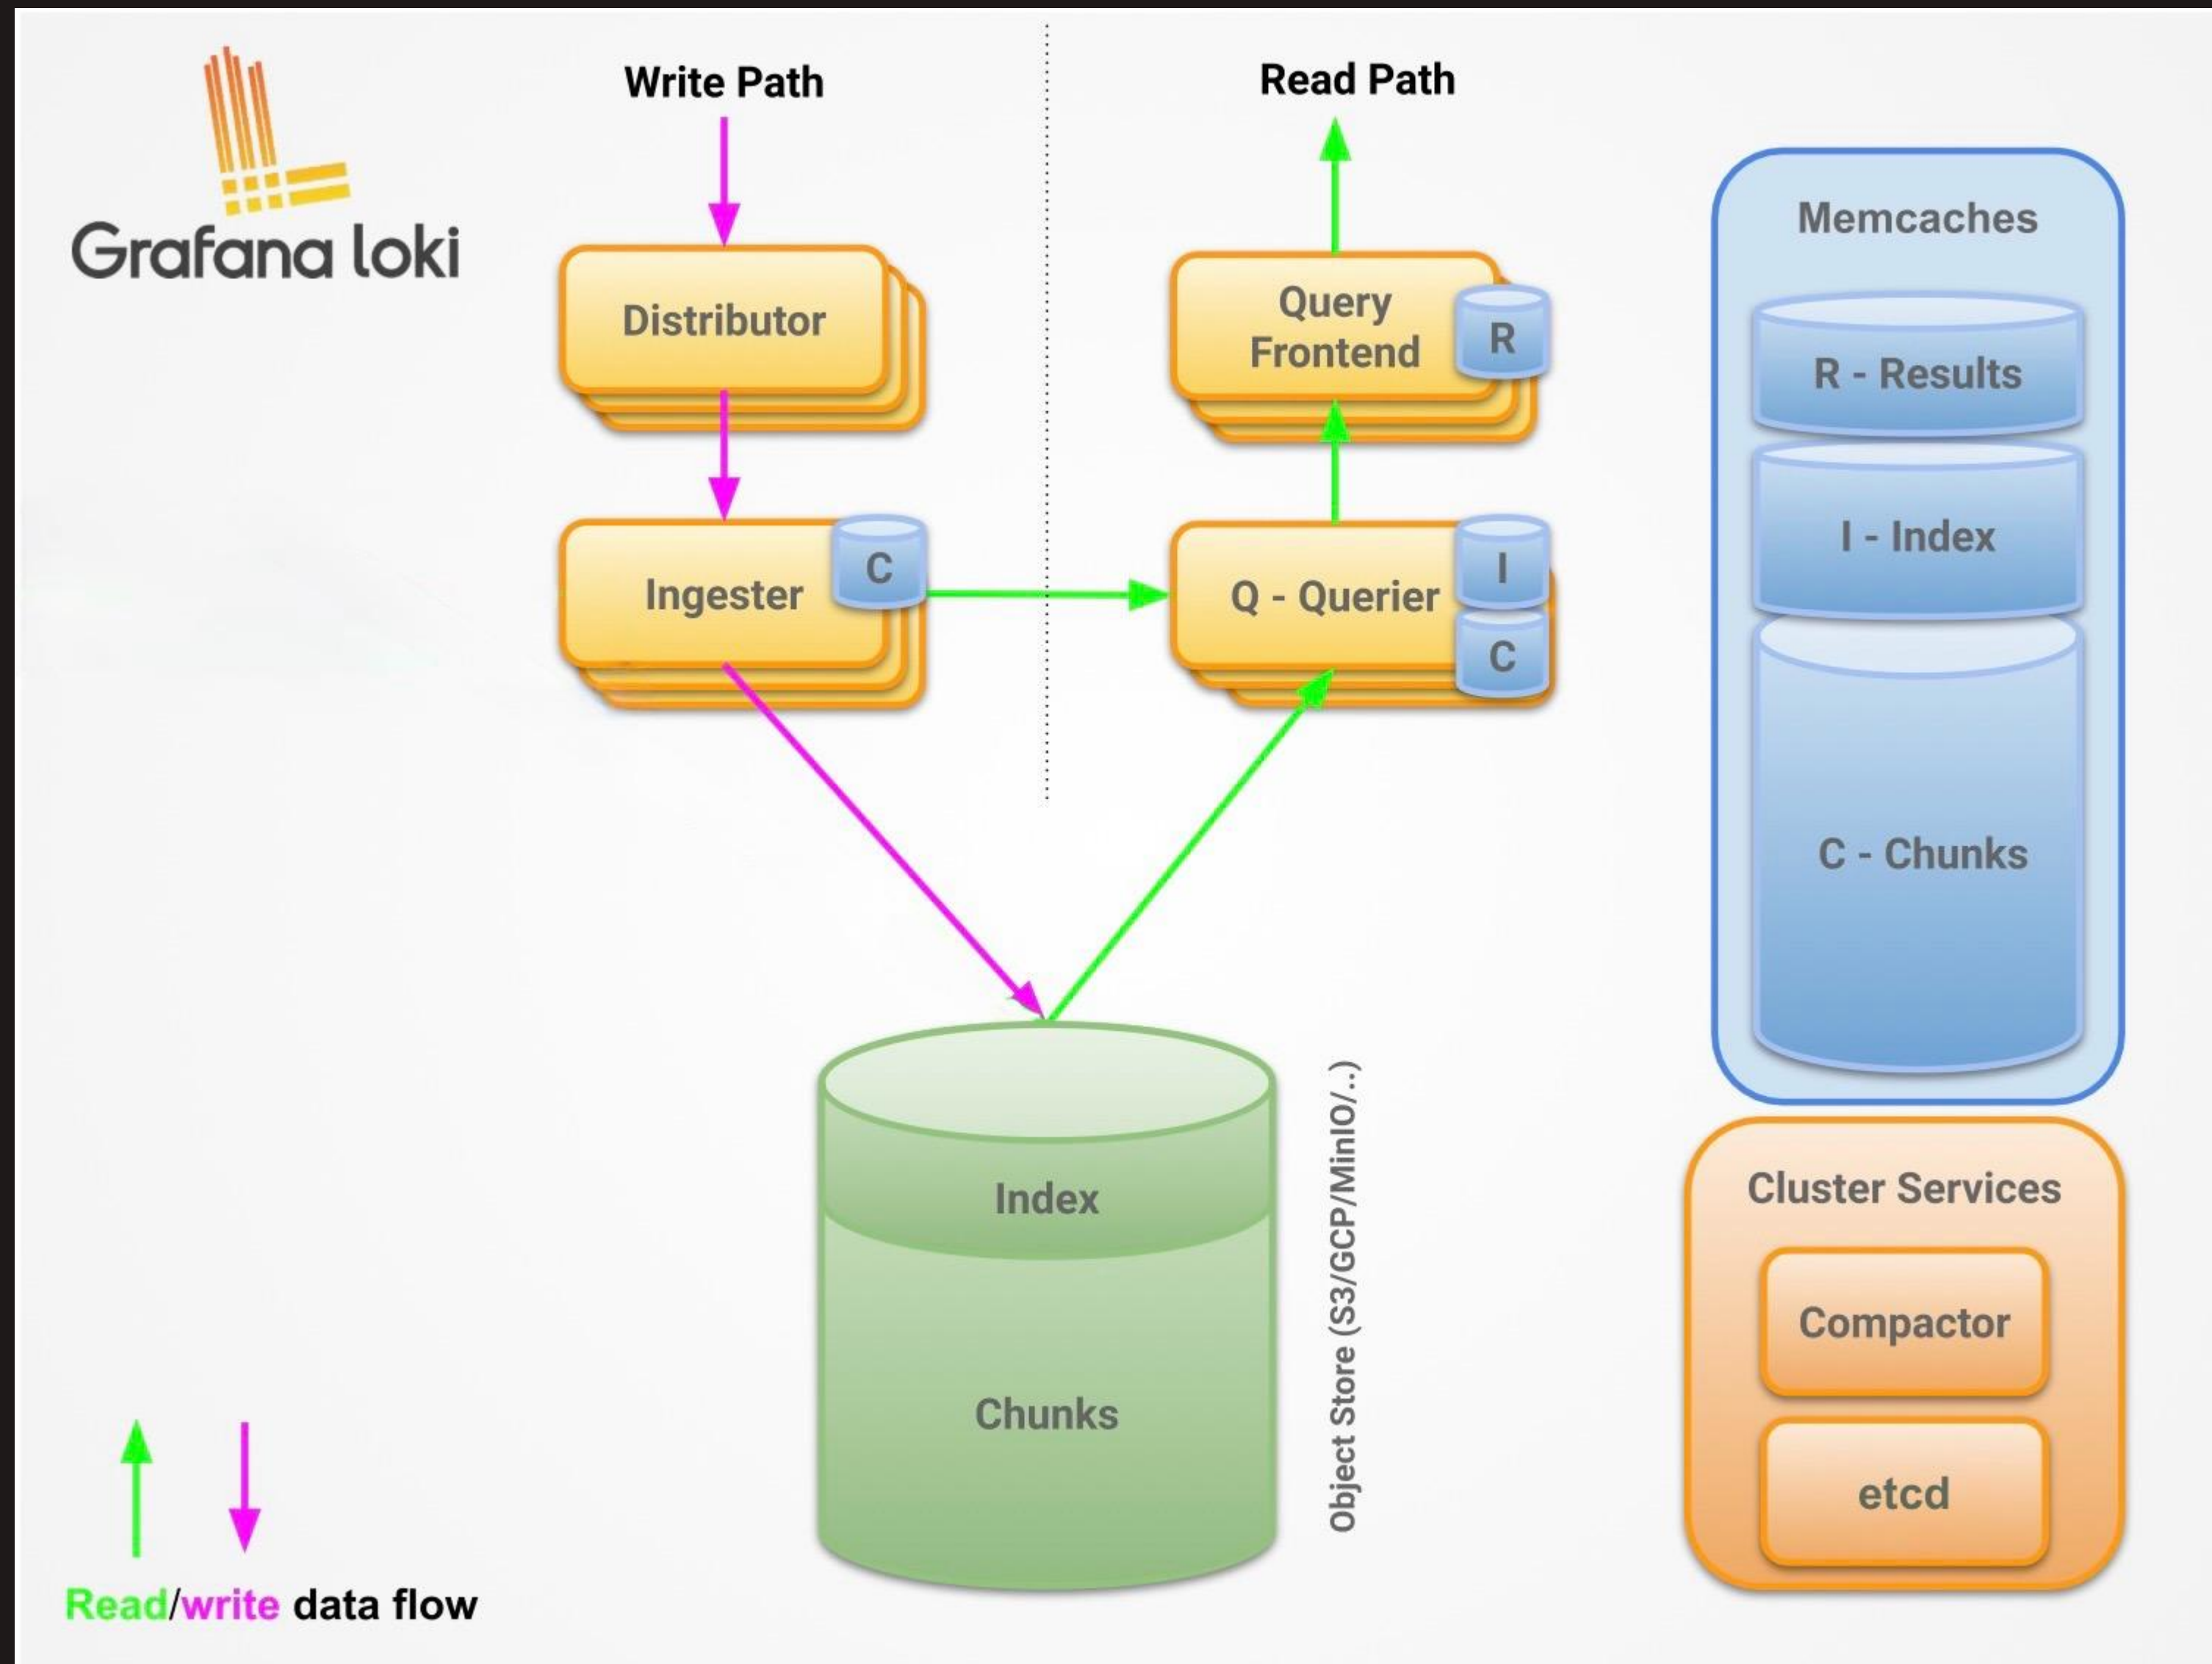 Grafana loki
Write Path
Read Path
Distributor
Query
Frontend
R
Ingester
C
Q - Querier
I
C
Memcaches
R - Results
I - Index
C - Chunks
Index
Chunks
Object Store (S3/GCP/MinIO/..)
Cluster Services
Compactor
etcd
Read/write data flow